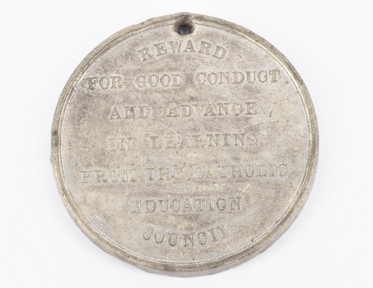 REWARD
FOR GOOD CONDUCT
AND ADVANCE
IN LEARNING
FROM THE CATHOLIC
EDUCATION
COUNCIL